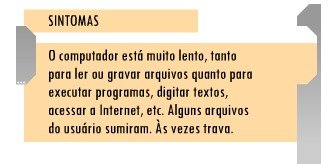 SINTOMAS
O computador está muito lento, tanto
para ler ou gravar arquivos quanto para
executar programas, digitar textos,
acessar a Internet, etc. Alguns arquivos
do usuário sumiram. Às vezes trava.